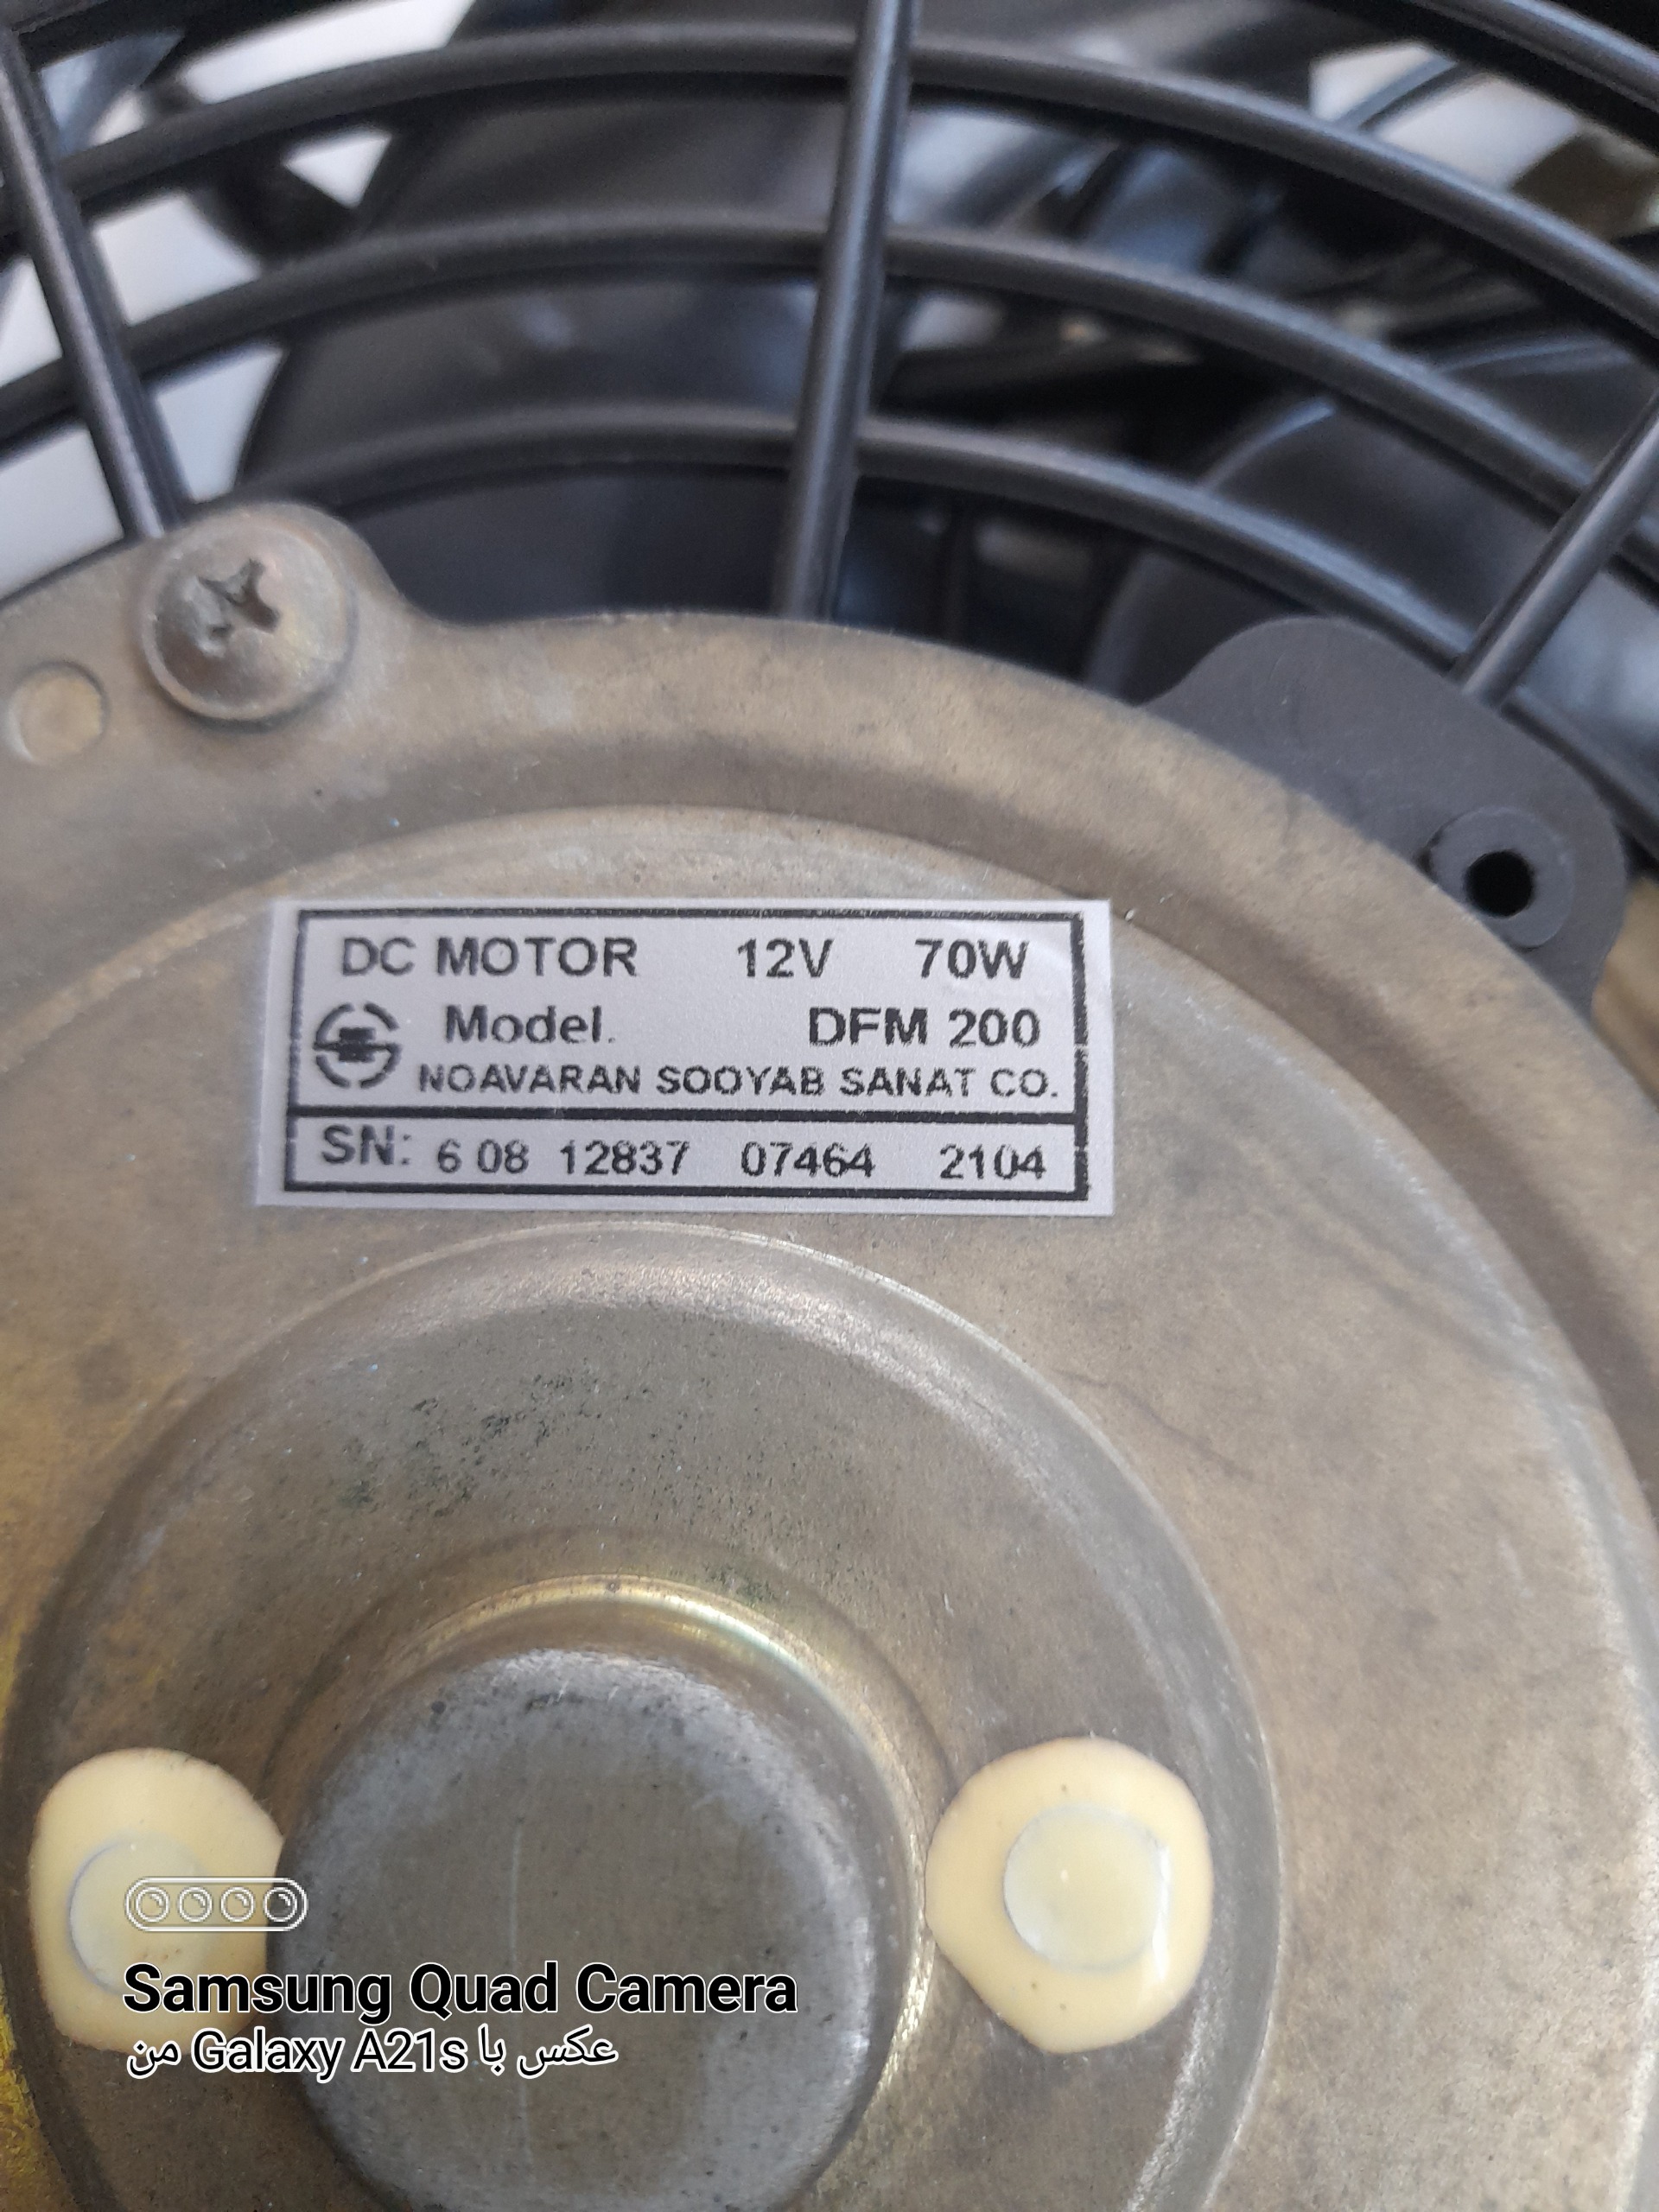 DC MOTOR 12V 70W
Model. DFM 200
NOAVARAN SOOYAB SANAT CO.
SN: 6 08 12837 07464 2104
Samsung Quad Camera
عکس با Galaxy A21s من